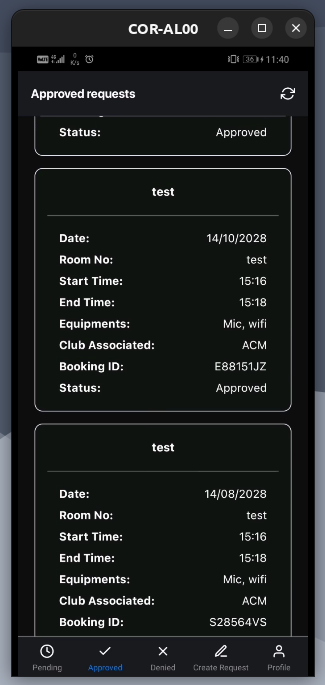 COR-AL00
0
K/s
36
11:40
Approved requests
Status: Approved
test
Date: 14/10/2028
Room No: test
Start Time: 15:16
End Time: 15:18
Equipments: Mic, wifi
Club Associated: ACM
Booking ID: E88151JZ
Status: Approved
test
Date: 14/08/2028
Room No: test
Start Time: 15:16
End Time: 15:18
Equipments: Mic, wifi
Club Associated: ACM
Booking ID: S28564VS
Pending Approved Denied Create Request Profile